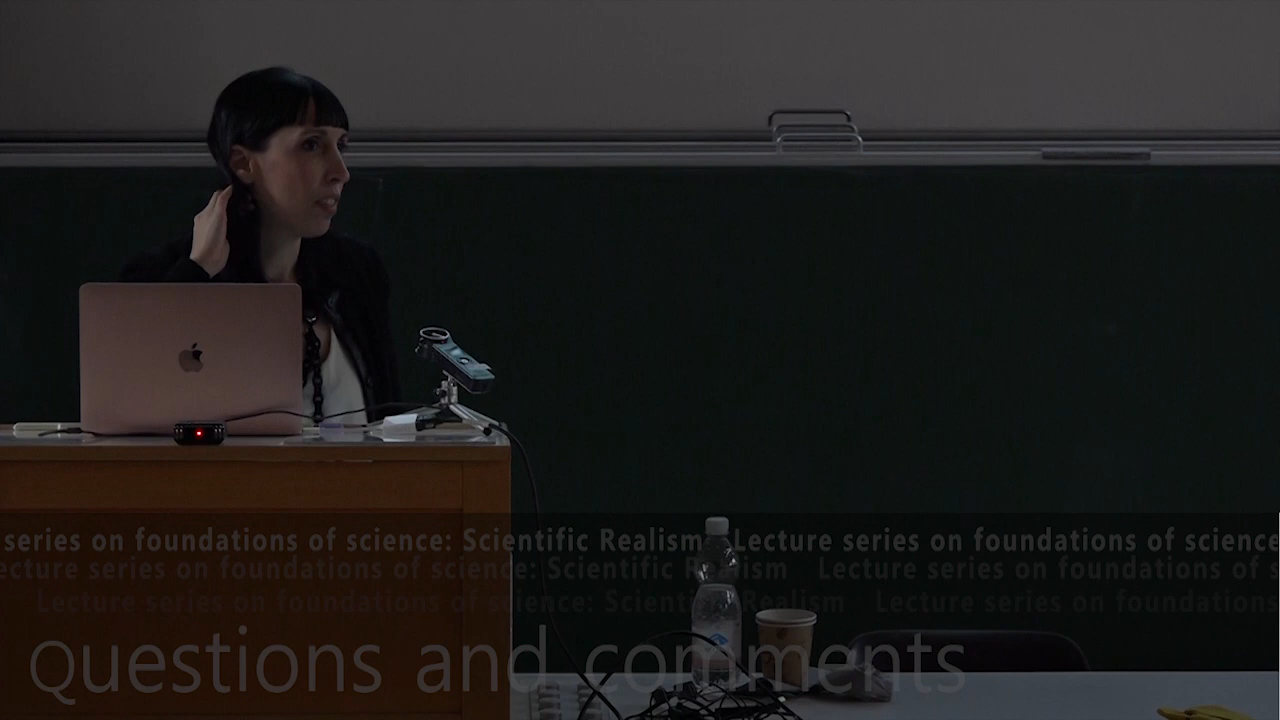 series on foundations of science: Scientific Realism Lecture series on foundations of science
ecture series on foundations of science: Scientific Realism Lecture series on foundations of s
Lecture series on foundations of science: Scientific Realism Lecture series on foundations
Questions and comments